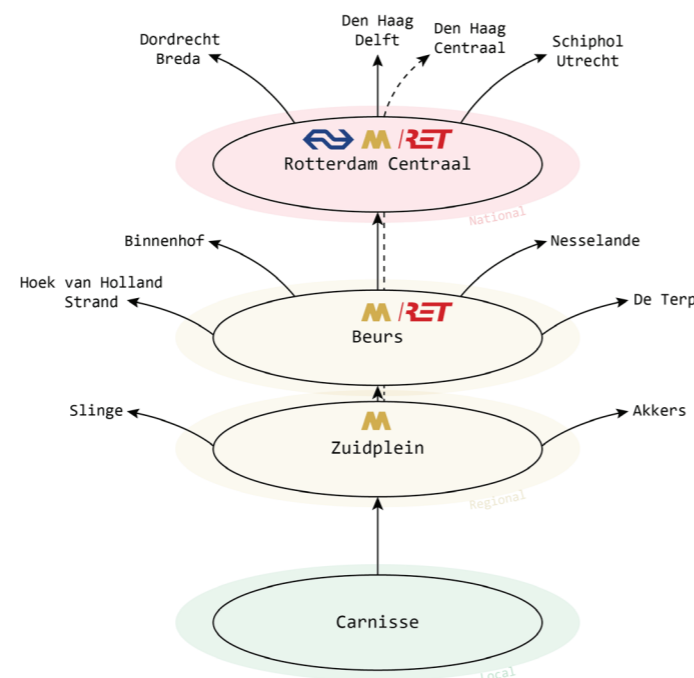 Den Haag
Delft
Den Haag
Centraal
Dordrecht
Breda
Schiphol
Utrecht
M RET
Rotterdam Centraal
National
Binnenhof
Nesselande
Hoek van Holland
Strand
De Terp
M RET
Beurs
Slinge
Akkers
M
Zuidplein
Regional
Carnisse
Local